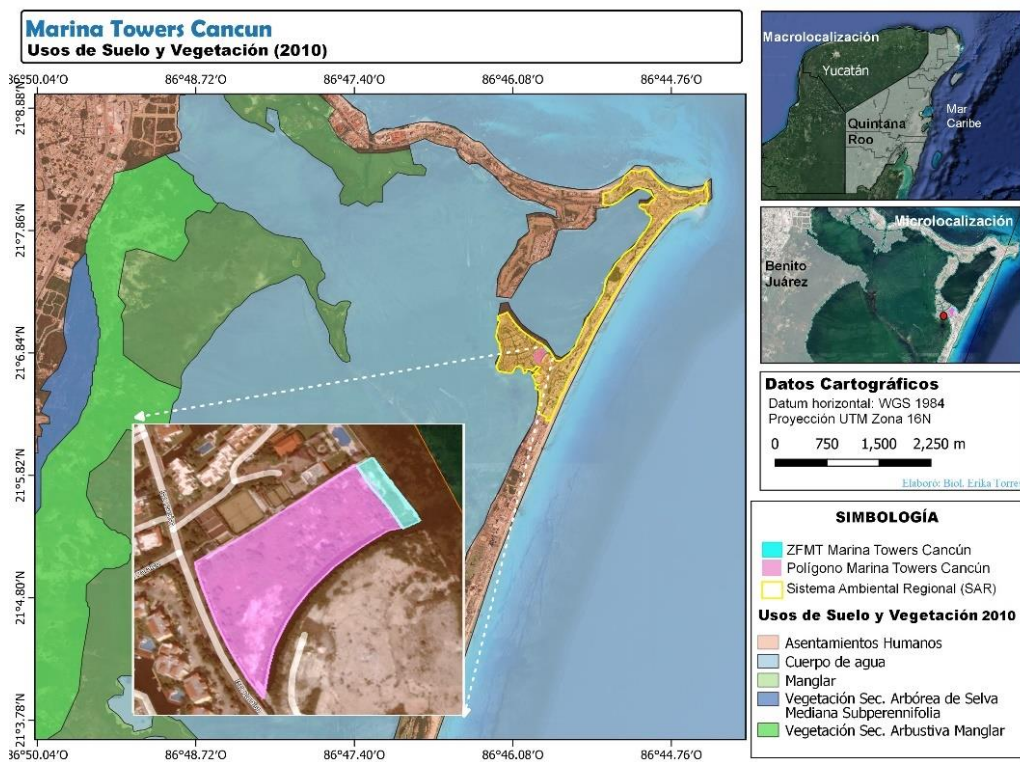 Marina Towers Cancun
Usos de Suelo y Vegetación (2010)
86°50.04'O 86°48.72'O 86°47.40'O 86°46.08'O 86°44.76'O
21°8.88'N
21°7.86'N
21°6.84'N
21°5.82'N
21°4.80'N
21°3.78'N
86°50.04'O 86°48.72'O 86°47.40'O 86°46.08'O 86°44.76'O
Macrolocalización
Yucatán
Quintana
Roo
Mar
Caribe
Microlocalización
Benito
Juárez
Datos Cartográficos
Datum horizontal: WGS 1984
Proyección UTM Zona 16N
0 750 1,500 2,250 m
Elaboró: Biol. Erika Torres
SIMBOLOGÍA
ZFMT Marina Towers Cancún
Polígono Marina Towers Cancún
Sistema Ambiental Regional (SAR)
Usos de Suelo y Vegetación 2010
Asentamientos Humanos
Cuerpo de agua
Manglar
Vegetación Sec. Arbórea de Selva
Mediana Subperennifolia
Vegetación Sec. Arbustiva Manglar